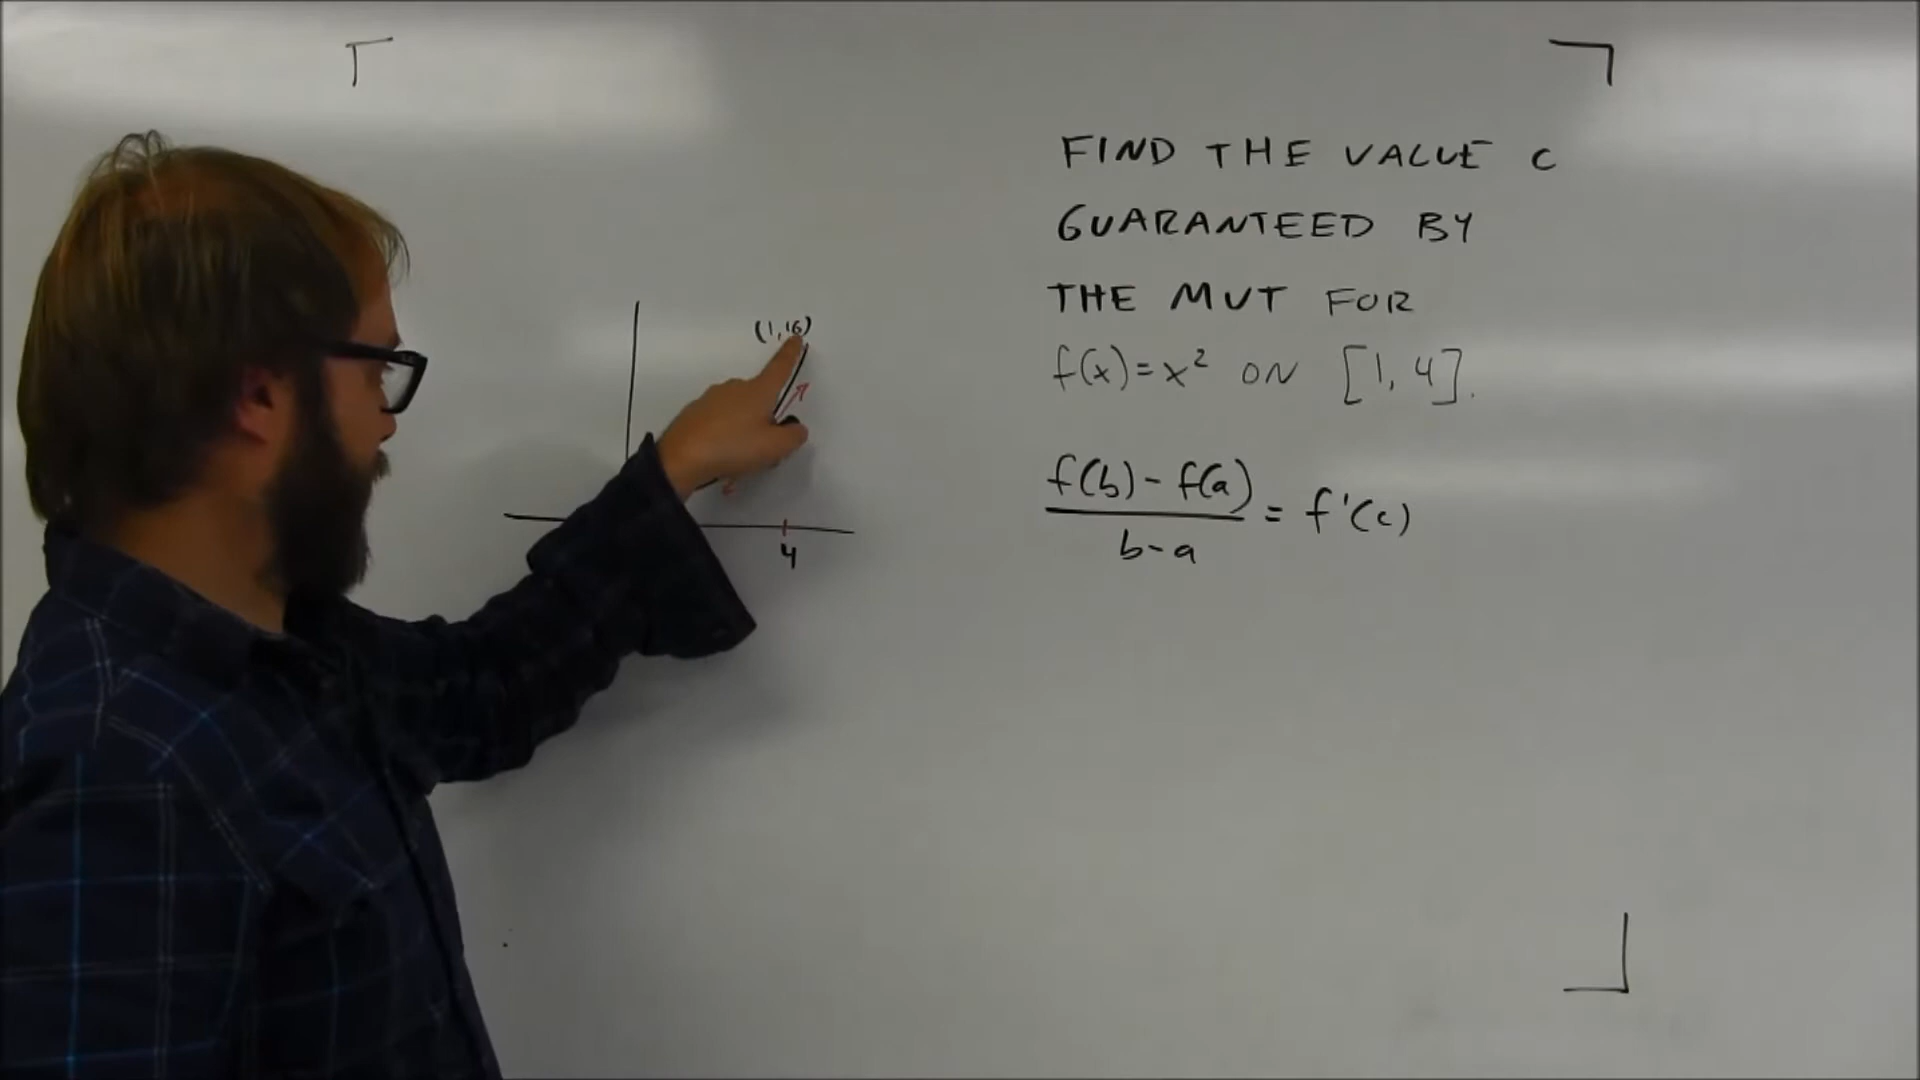 FIND THE VALUE C
GUARANTEED BY
THE MVT FOR
f(x)=x² ON [1, 4].
f(b) - f(a)
b-a
= f'(c)
(1,16)
4